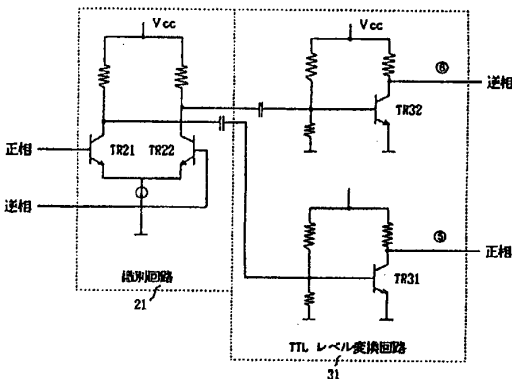 Vcc
Vcc
⑥
逆相
TR32
正相
TR21
TR22
逆相
⑤
正相
TR31
識別回路
21
TTL レベル変換回路
31